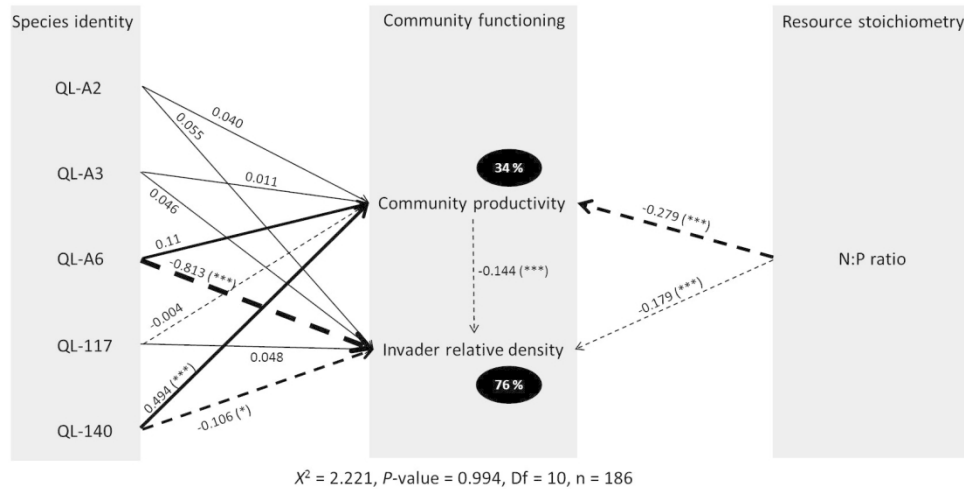 Species identity
Community functioning
Resource stoichiometry
QL-A2
QL-A3
QL-A6
QL-117
QL-140
0.040
0.055
0.011
0.046
0.11
-0.813 (***)
-0.004
0.048
0.494 (***)
-0.106 (*)
34 %
Community productivity
-0.144 (***)
Invader relative density
76 %
-0.279 (***)
-0.179 (***)
N:P ratio
X² = 2.221, P-value = 0.994, Df = 10, n = 186